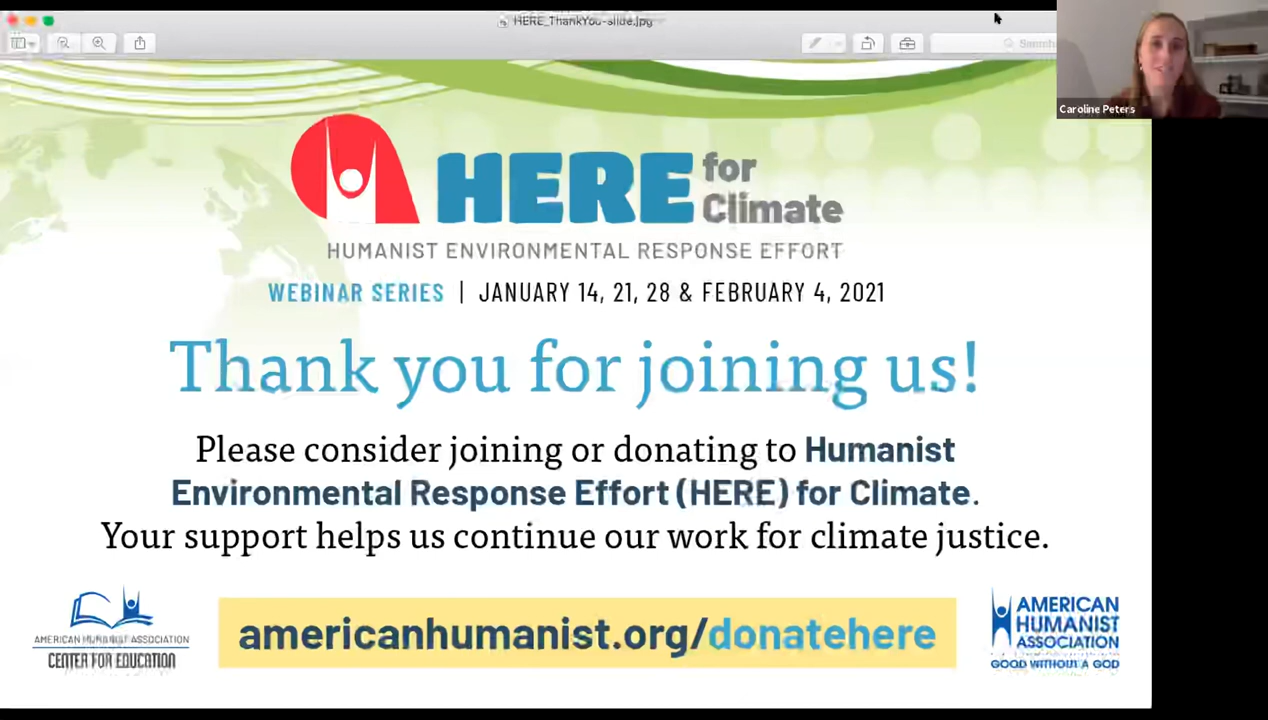 HERE_ThankYou-slide.jpg
Search
Caroline Peters
HERE for Climate
HUMANIST ENVIRONMENTAL RESPONSE EFFORT
WEBINAR SERIES | JANUARY 14, 21, 28 & FEBRUARY 4, 2021
Thank you for joining us!
Please consider joining or donating to Humanist
Environmental Response Effort (HERE) for Climate.
Your support helps us continue our work for climate justice.
AMERICAN HUMANIST ASSOCIATION
CENTER FOR EDUCATION
americanhumanist.org/donatehere
AMERICAN
HUMANIST
ASSOCIATION
GOOD WITHOUT A GOD